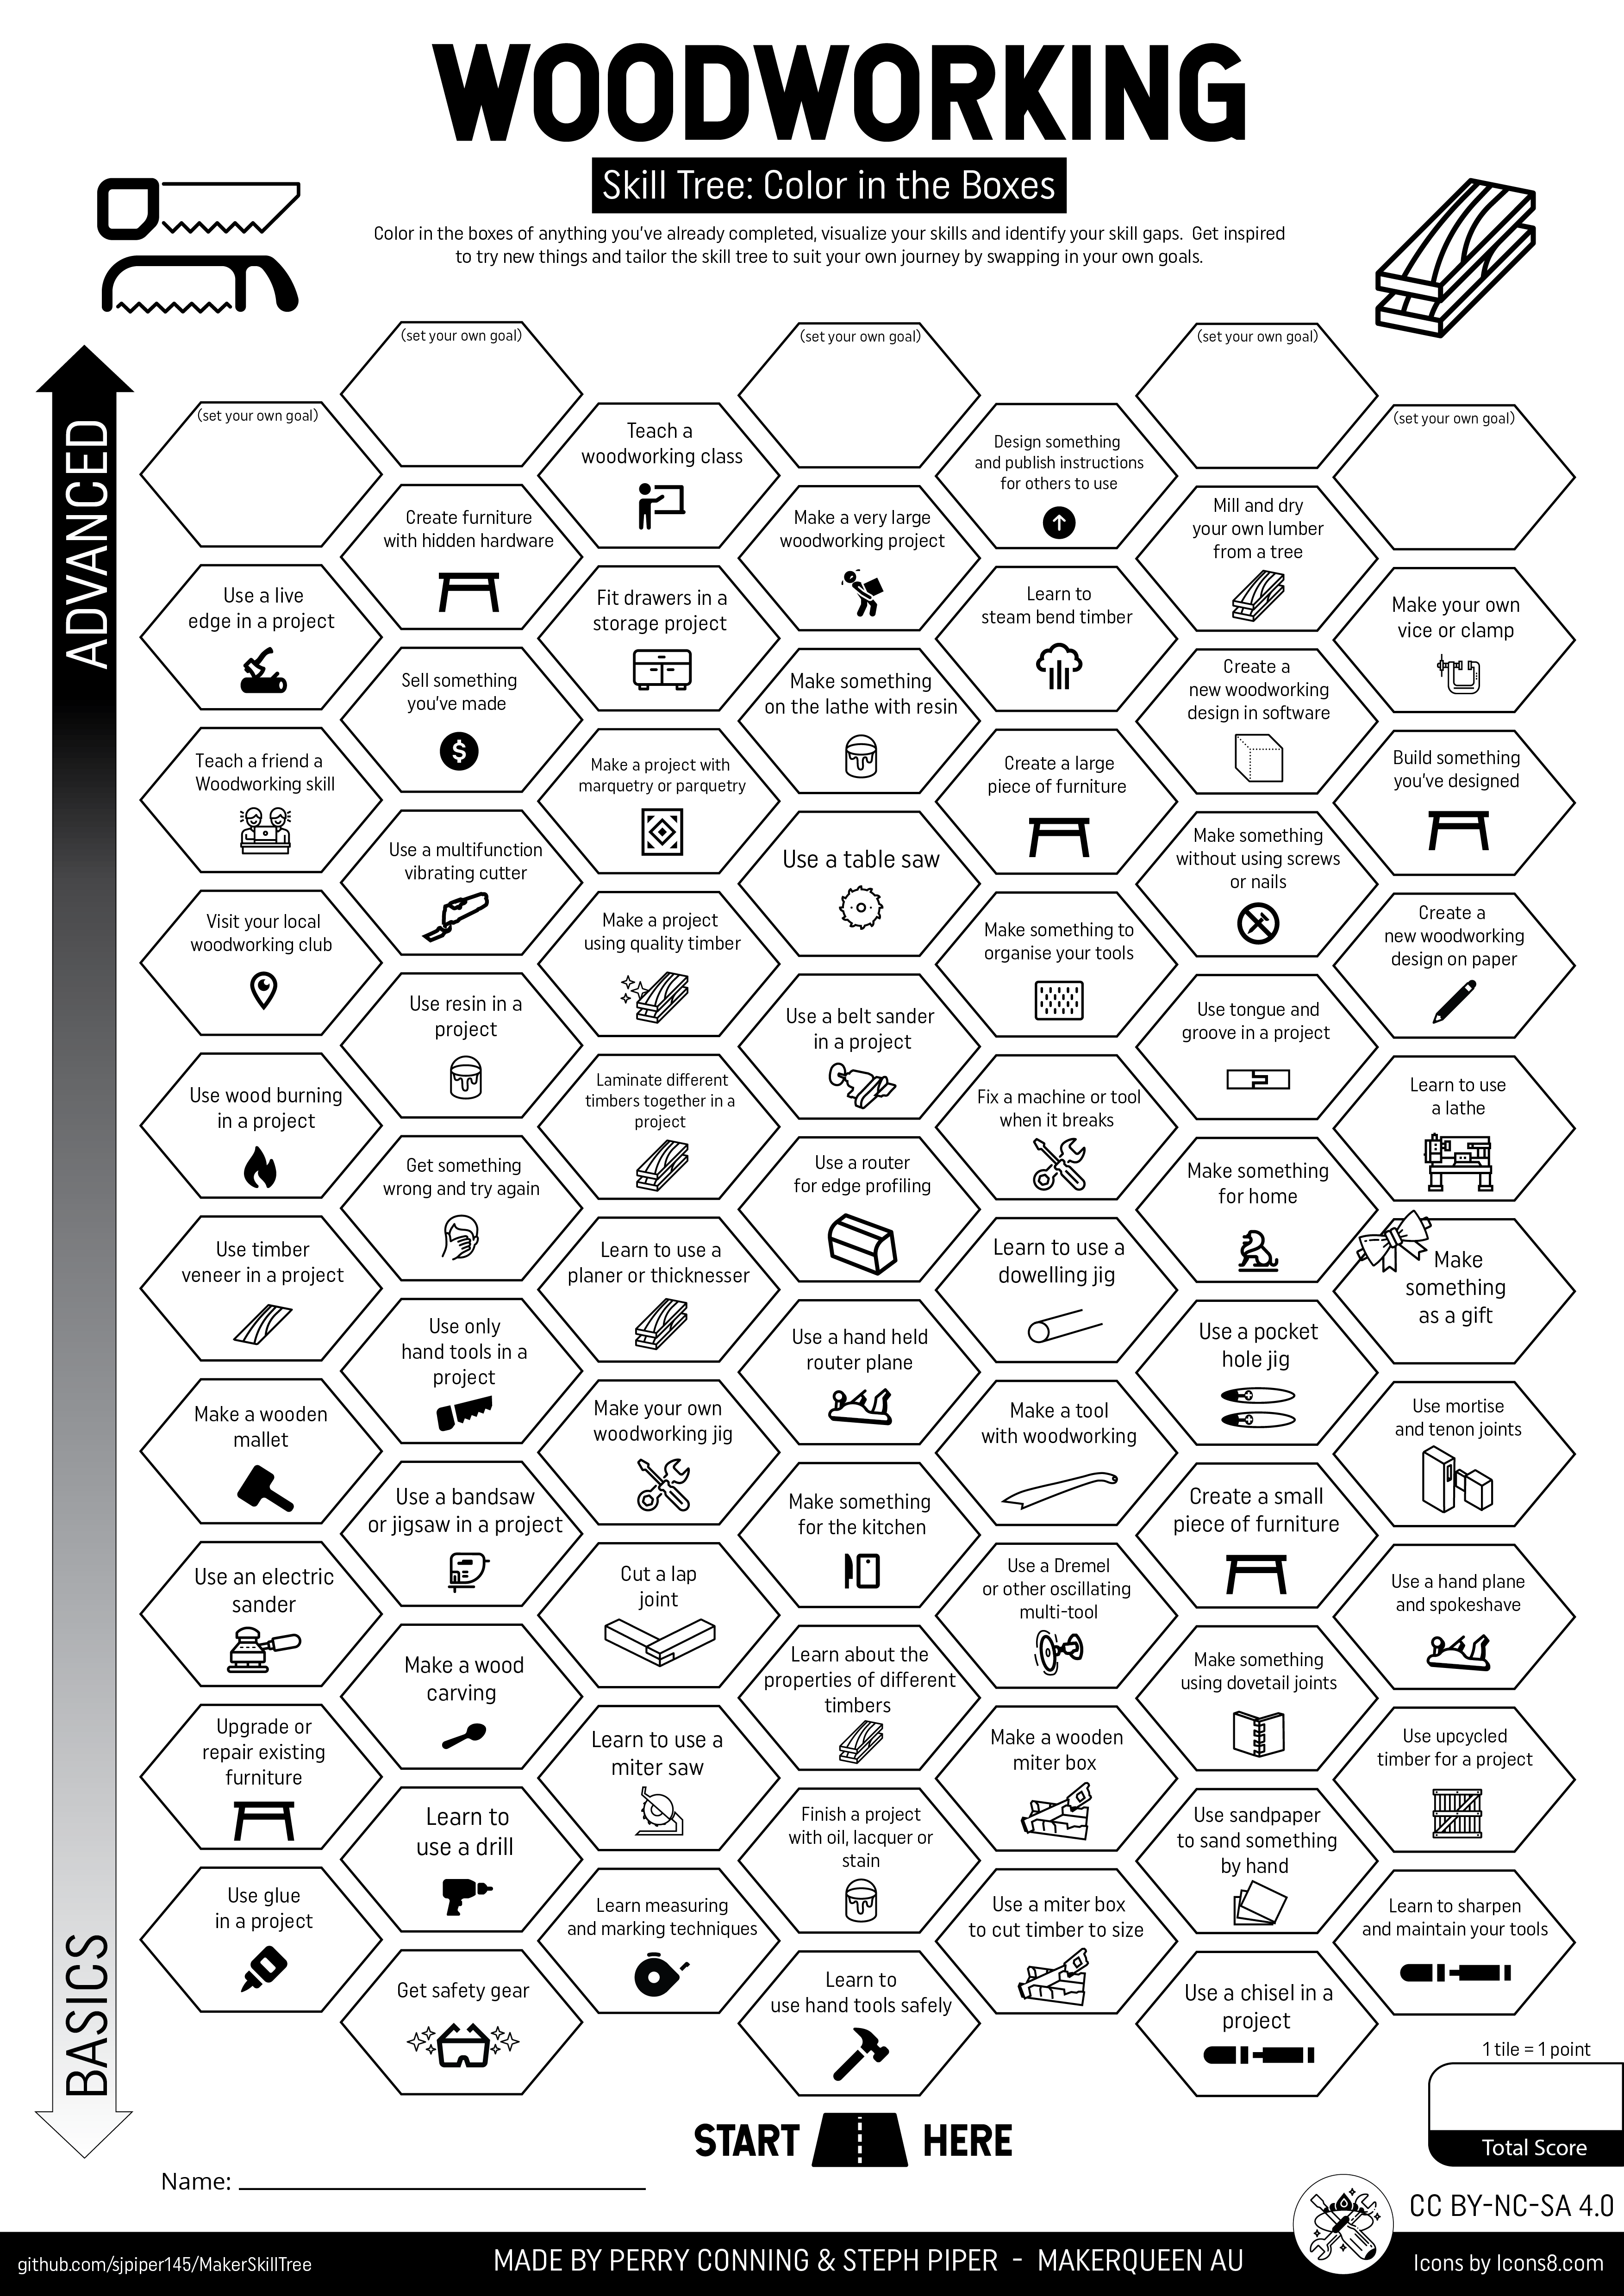 WOODWORKING
Skill Tree: Color in the Boxes
Color in the boxes of anything you've already completed, visualize your skills and identify your skill gaps. Get inspired
to try new things and tailor the skill tree to suit your own journey by swapping in your own goals.
ADVANCED
(set your own goal)
(set your own goal)
(set your own goal)
(set your own goal)
(set your own goal)
Teach a
woodworking class
Design something
and publish instructions
for others to use
Create furniture
with hidden hardware
Make a very large
woodworking project
Mill and dry
your own lumber
from a tree
Use a live
edge in a project
Fit drawers in a
storage project
Learn to
steam bend timber
Make your own
vice or clamp
Sell something
you've made
Make something
on the lathe with resin
Create a
new woodworking
design in software
Teach a friend a
Woodworking skill
Make a project with
marquetry or parquetry
Create a large
piece of furniture
Build something
you've designed
Use a multifunction
vibrating cutter
Use a table saw
Make something
without using screws
or nails
Visit your local
woodworking club
Make a project
using quality timber
Make something to
organise your tools
Create a
new woodworking
design on paper
Use resin in a
project
Use a belt sander
in a project
Use tongue and
groove in a project
Use wood burning
in a project
Laminate different
timbers together in a
project
Fix a machine or tool
when it breaks
Learn to use
a lathe
Get something
wrong and try again
Use a router
for edge profiling
Make something
for home
Use timber
veneer in a project
Learn to use a
planer or thicknesser
Learn to use a
dowelling jig
Make
something
as a gift
Use only
hand tools in a
project
Use a hand held
router plane
Use a pocket
hole jig
Make a wooden
mallet
Make your own
woodworking jig
Make a tool
with woodworking
Use mortise
and tenon joints
Use a bandsaw
or jigsaw in a project
Make something
for the kitchen
Create a small
piece of furniture
Use an electric
sander
Cut a lap
joint
Use a Dremel
or other oscillating
multi-tool
Use a hand plane
and spokeshave
Make a wood
carving
Learn about the
properties of different
timbers
Make something
using dovetail joints
Upgrade or
repair existing
furniture
Learn to use a
miter saw
Make a wooden
miter box
Use upcycled
timber for a project
Learn to
use a drill
Finish a project
with oil, lacquer or
stain
Use sandpaper
to sand something
by hand
Use glue
in a project
Learn measuring
and marking techniques
Use a miter box
to cut timber to size
Learn to sharpen
and maintain your tools
Get safety gear
Learn to
use hand tools safely
Use a chisel in a
project
BASICS
1 tile = 1 point
Total Score
START HERE
Name:
CC BY-NC-SA 4.0
github.com/sjpiper145/MakerSkillTree
MADE BY PERRY CONNING & STEPH PIPER - MAKERQUEEN AU
Icons by Icons8.com